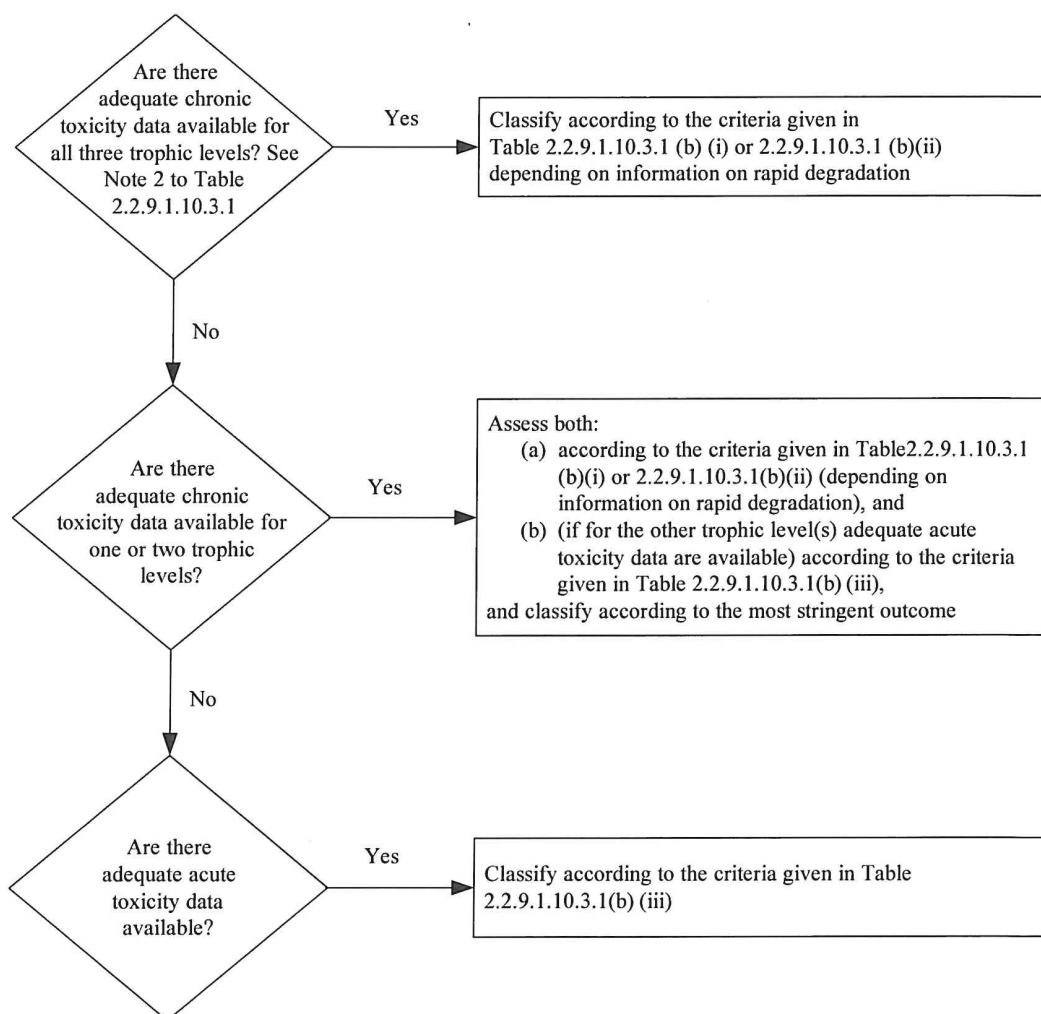 Are there
adequate chronic
toxicity data available for
all three trophic levels? See
Note 2 to Table
2.2.9.1.10.3.1
Yes
Classify according to the criteria given in
Table 2.2.9.1.10.3.1 (b) (i) or 2.2.9.1.10.3.1 (b)(ii)
depending on information on rapid degradation
No
Are there
adequate chronic
toxicity data available for
one or two trophic
levels?
Yes
Assess both:
(a) according to the criteria given in Table2.2.9.1.10.3.1
(b)(i) or 2.2.9.1.10.3.1(b)(ii) (depending on
information on rapid degradation), and
(b) (if for the other trophic level(s) adequate acute
toxicity data are available) according to the criteria
given in Table 2.2.9.1.10.3.1(b) (iii),
and classify according to the most stringent outcome
No
Are there
adequate acute
toxicity data
available?
Yes
Classify according to the criteria given in Table
2.2.9.1.10.3.1(b) (iii)